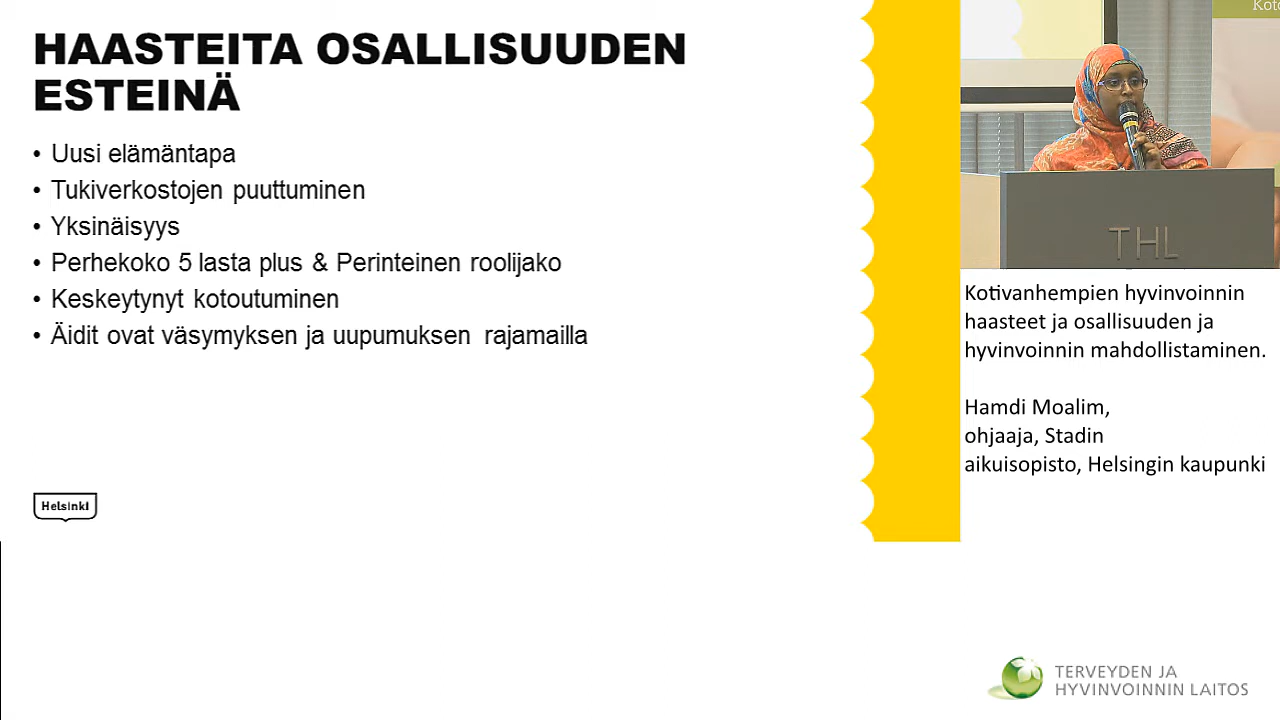 HAASTEITA OSALLISUUDEN
ESTEINÄ
• Uusi elämäntapa
• Tukiverkostojen puuttuminen
• Yksinäisyys
• Perhekoko 5 lasta plus & Perinteinen roolijako
• Keskeytynyt kotoutuminen
• Äidit ovat väsymyksen ja uupumuksen rajamailla
Helsinki
THL
Kotivanhempien hyvinvoinnin
haasteet ja osallisuuden ja
hyvinvoinnin mahdollistaminen.
Hamdi Moalim,
ohjaaja, Stadin
aikuisopisto, Helsingin kaupunki
TERVEYDEN JA
HYVINVOINNIN LAITOS